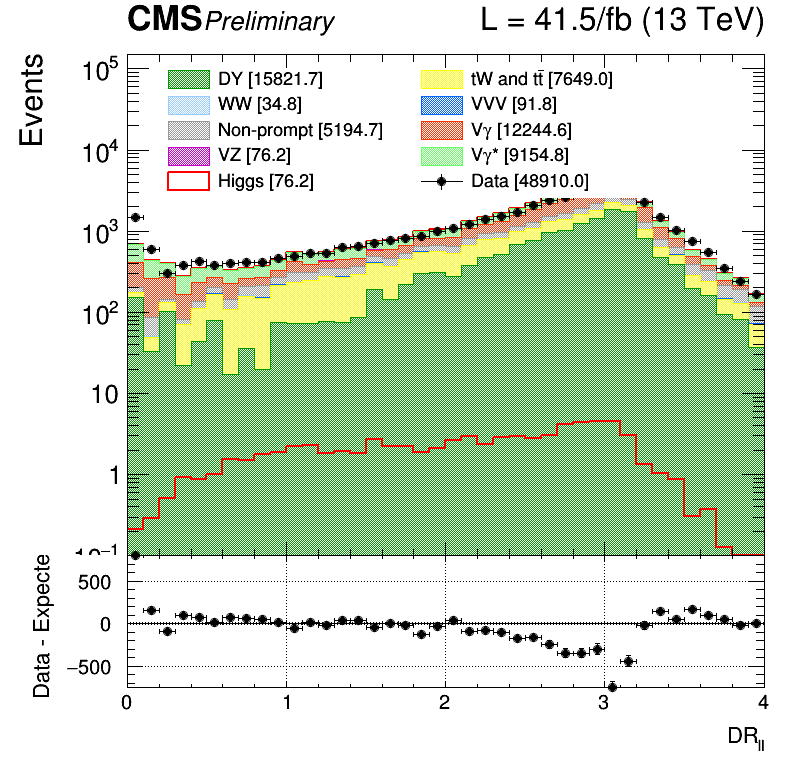 CMS Preliminary L = 41.5/fb (13 TeV)
Events
10⁵
10⁴
10³
10²
10
1
10⁻¹
DY [15821.7] tW and tt̄ [7649.0]
WW [34.8] VVV [91.8]
Non-prompt [5194.7] Vγ [12244.6]
VZ [76.2] Vγ* [9154.8]
Higgs [76.2] Data [48910.0]
Data - Expecte
500
0
−500
0 1 2 3 4
DR_ll